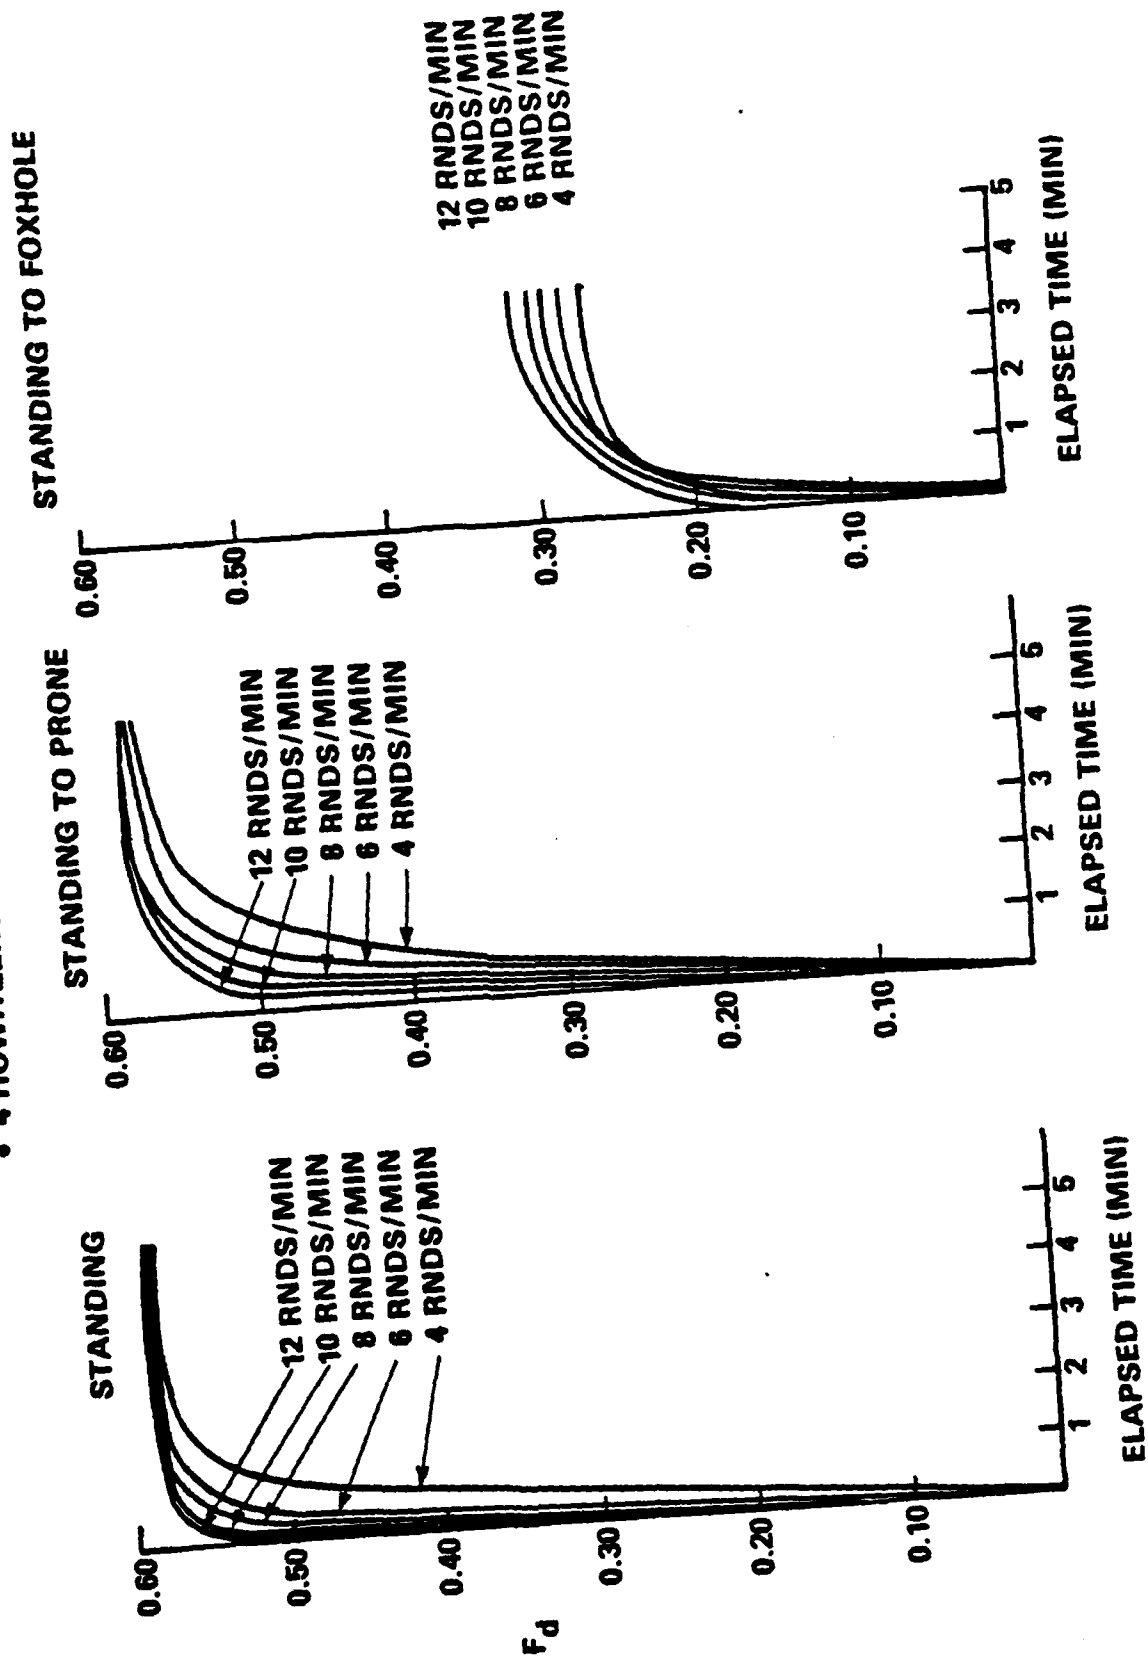 STANDING
0.60
0.50
0.40
0.30
0.20
0.10
Fd
12 RNDS/MIN
10 RNDS/MIN
8 RNDS/MIN
6 RNDS/MIN
4 RNDS/MIN
1 2 3 4 5
ELAPSED TIME (MIN)
STANDING TO PRONE
0.60
0.50
0.40
0.30
0.20
0.10
12 RNDS/MIN
10 RNDS/MIN
8 RNDS/MIN
6 RNDS/MIN
4 RNDS/MIN
1 2 3 4 5
ELAPSED TIME (MIN)
STANDING TO FOXHOLE
0.60
0.50
0.40
0.30
0.20
0.10
12 RNDS/MIN
10 RNDS/MIN
8 RNDS/MIN
6 RNDS/MIN
4 RNDS/MIN
1 2 3 4 5
ELAPSED TIME (MIN)